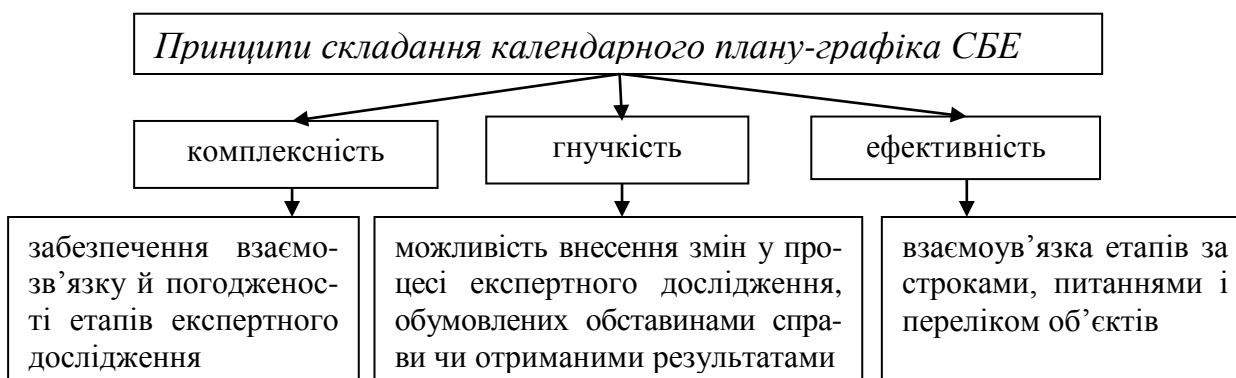 Принципи складання календарного плану-графіка СБЕ
комплексність
гнучкість
ефективність
забезпечення взаємо-
зв’язку й погодженос-
ті етапів експертного
дослідження
можливість внесення змін у про-
цесі експертного дослідження,
обумовлених обставинами спра-
ви чи отриманими результатами
взаємоув’язка етапів за
строками, питаннями і
переліком об’єктів